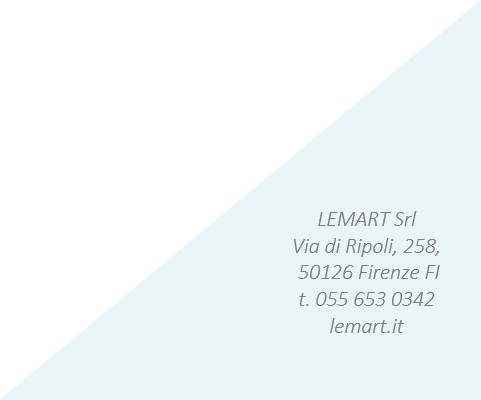 LEMART Srl
Via di Ripoli, 258,
50126 Firenze FI
t. 055 653 0342
lemart.it